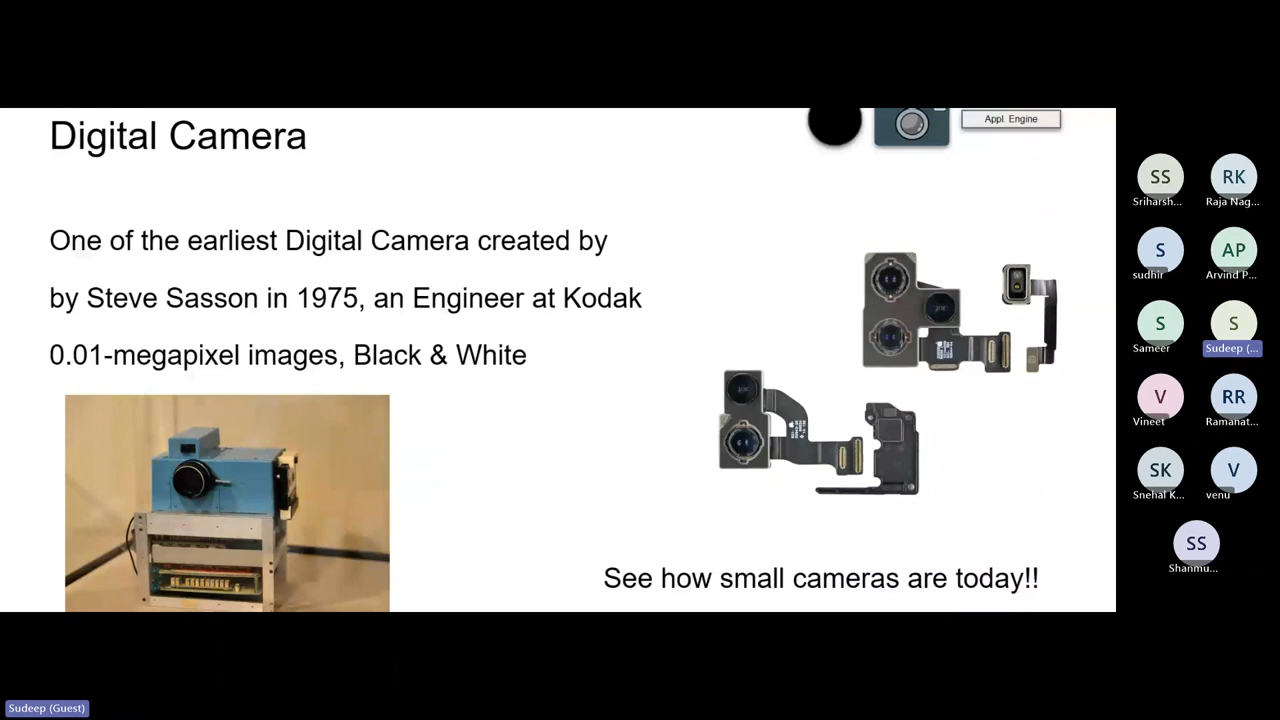 Digital Camera
Appl. Engine
One of the earliest Digital Camera created by
by Steve Sasson in 1975, an Engineer at Kodak
0.01-megapixel images, Black & White
See how small cameras are today!!
SS
Sriharsh...
RK
Raja Nag...
S
sudhir
AP
Arvind P...
S
Sameer
S
Sudeep (...
V
Vineet
RR
Ramanat...
SK
Snehal K...
V
venu
SS
Shanmu...
Sudeep (Guest)